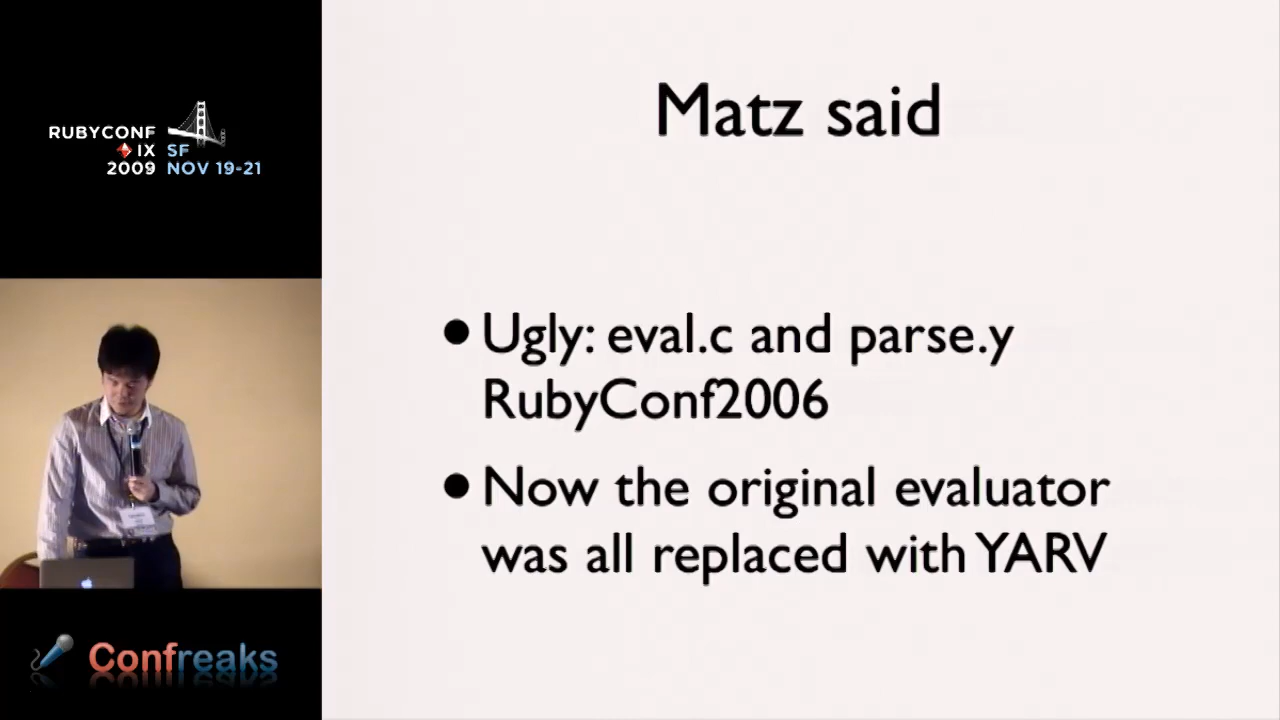 RUBYCONF
IX SF
2009 NOV 19-21
Matz said
Ugly: eval.c and parse.y
RubyConf2006
Now the original evaluator
was all replaced with YARV
Confreaks